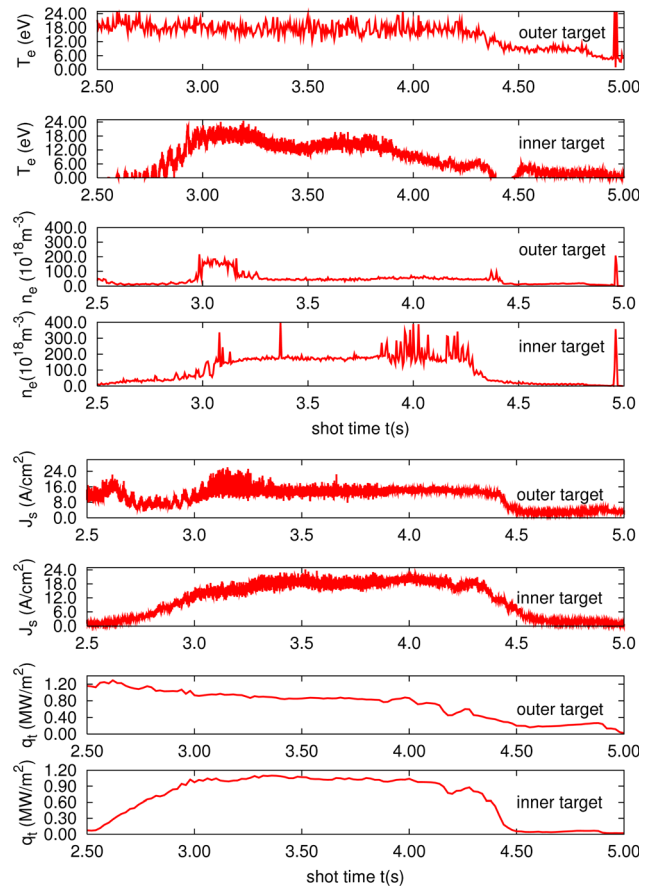 24.00
18.00
12.00
6.00
0.00
T_e (eV)
outer target
2.50 3.00 3.50 4.00 4.50 5.00
24.00
18.00
12.00
6.00
0.00
T_e (eV)
inner target
2.50 3.00 3.50 4.00 4.50 5.00
400.0
300.0
200.0
100.0
0.0
n_e (10^18 m^-3)
outer target
2.5 3.0 3.5 4.0 4.5 5.0
400.0
300.0
200.0
100.0
0.0
n_e(10^18 m^-3)
inner target
2.5 3.0 3.5 4.0 4.5 5.0
shot time t(s)
24.0
16.0
8.0
0.0
J_s (A/cm^2)
outer target
2.5 3.0 3.5 4.0 4.5 5.0
24.0
18.0
12.0
6.0
0.0
J_s (A/cm^2)
inner target
2.5 3.0 3.5 4.0 4.5 5.0
1.20
0.80
0.40
0.00
q_t (MW/m^2)
outer target
2.50 3.00 3.50 4.00 4.50 5.00
1.20
0.90
0.60
0.30
0.00
q_t (MW/m^2)
inner target
2.50 3.00 3.50 4.00 4.50 5.00
shot time t(s)